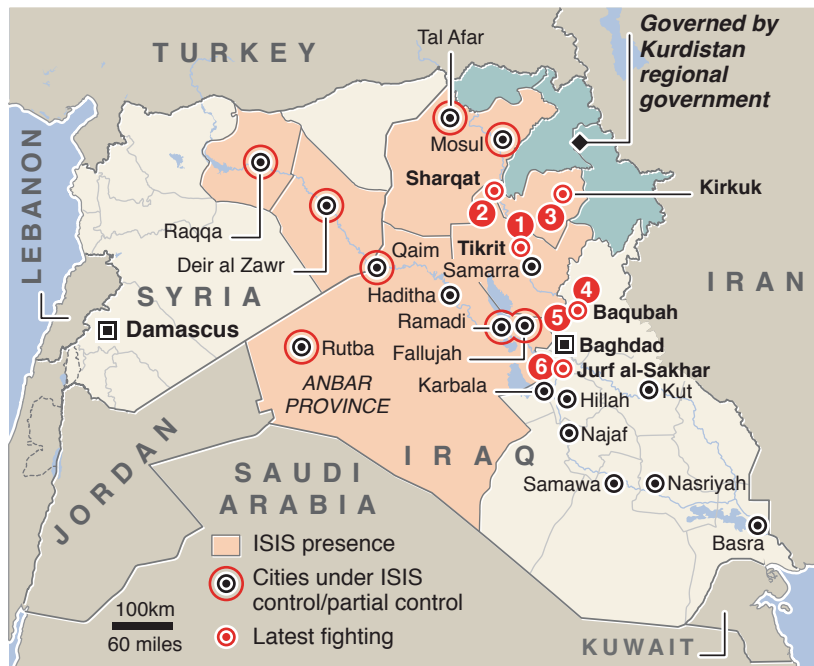 TURKEY
Tal Afar
Governed by
Kurdistan
regional
government
Mosul
LEBANON
Sharqat
Kirkuk
2
1
3
Raqqa
Tikrit
Qaim
Deir al Zawr
Samarra
IRAN
SYRIA
Haditha
4
Damascus
Ramadi
5
Baqubah
Rutba
Fallujah
Baghdad
6
Jurf al-Sakhar
ANBAR
PROVINCE
Karbala
Hillah
Kut
JORDAN
Najaf
IRAQ
SAUDI
ARABIA
Samawa
Nasriyah
Basra
ISIS presence
Cities under ISIS
control/partial control
100km
60 miles
Latest fighting
KUWAIT